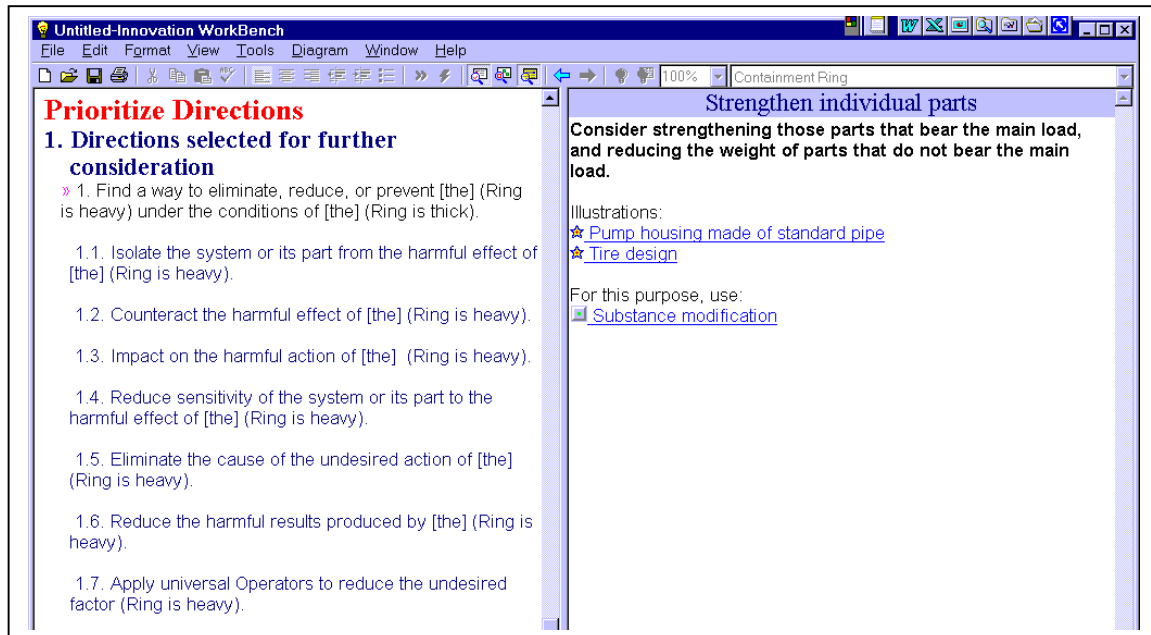 Untitled-Innovation WorkBench
File Edit Format View Tools Diagram Window Help
100% Containment Ring
Prioritize Directions
1. Directions selected for further
consideration
» 1. Find a way to eliminate, reduce, or prevent [the] (Ring
is heavy) under the conditions of [the] (Ring is thick).
1.1. Isolate the system or its part from the harmful effect of
[the] (Ring is heavy).
1.2. Counteract the harmful effect of [the] (Ring is heavy).
1.3. Impact on the harmful action of [the] (Ring is heavy).
1.4. Reduce sensitivity of the system or its part to the
harmful effect of [the] (Ring is heavy).
1.5. Eliminate the cause of the undesired action of [the]
(Ring is heavy).
1.6. Reduce the harmful results produced by [the] (Ring is
heavy).
1.7. Apply universal Operators to reduce the undesired
factor (Ring is heavy).
Strengthen individual parts
Consider strengthening those parts that bear the main load,
and reducing the weight of parts that do not bear the main
load.
Illustrations:
Pump housing made of standard pipe
Tire design
For this purpose, use:
Substance modification